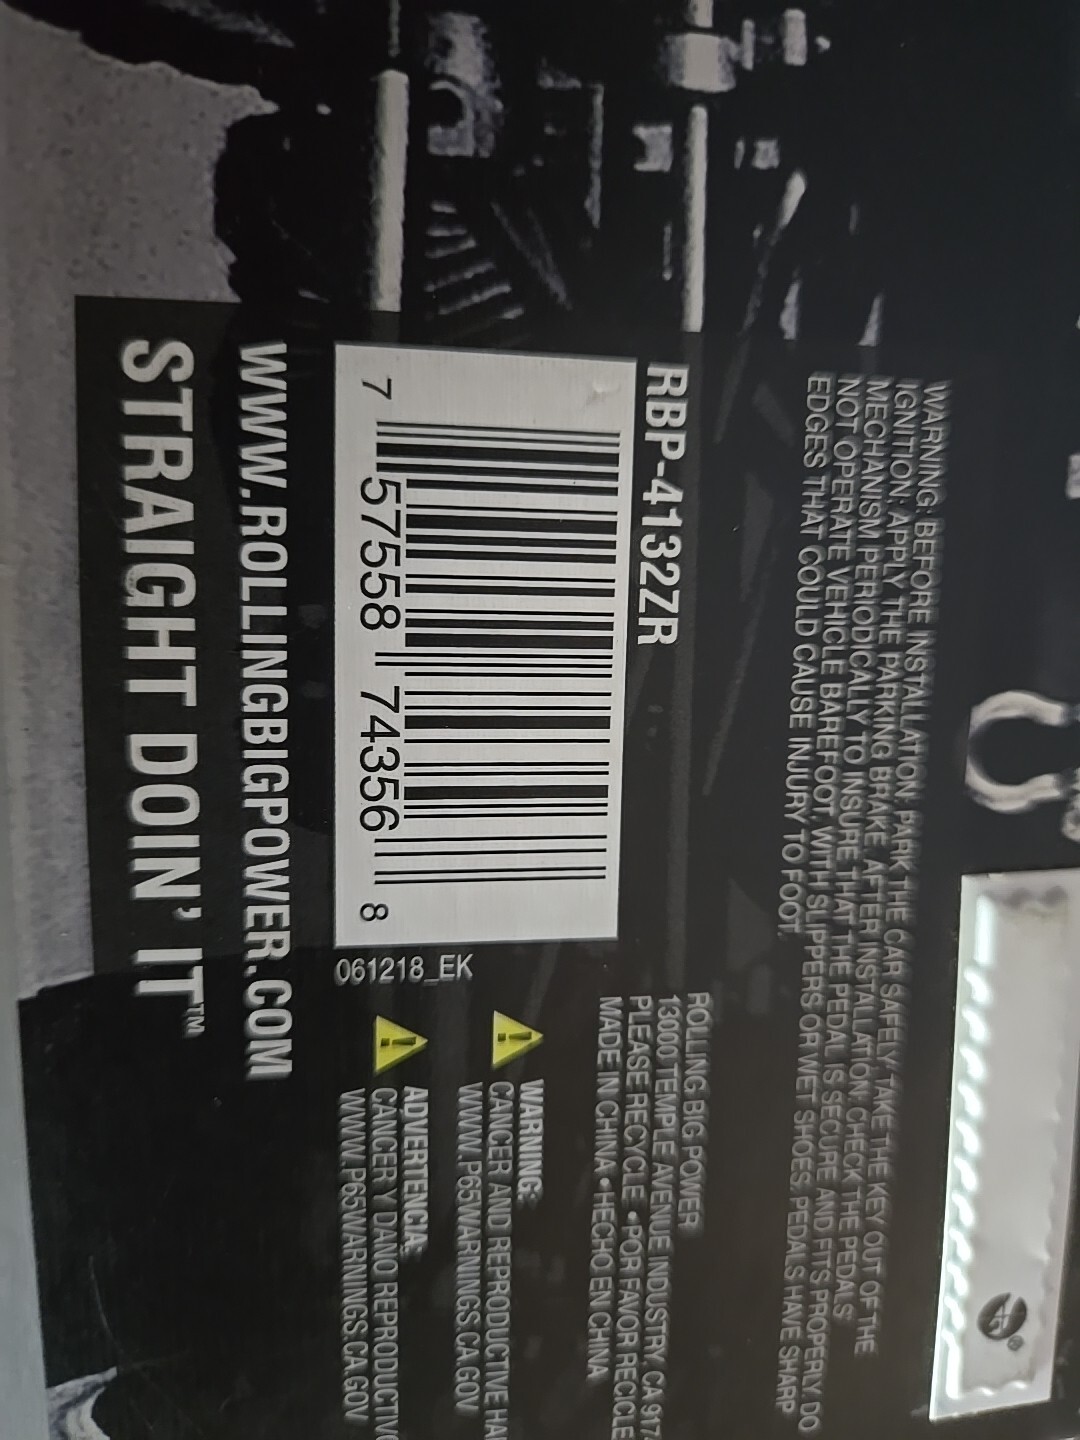 WARNING: BEFORE INSTALLATION, PARK THE CAR SAFELY, TAKE THE KEY OUT OF THE
IGNITION; APPLY THE PARKING BRAKE. AFTER INSTALLATION, CHECK THE PEDALS
MECHANISM PERIODICALLY TO INSURE THAT THE PEDAL IS SECURE AND FITS PROPERLY. DO
NOT OPERATE VEHICLE BAREFOOT, WITH SLIPPERS OR WET SHOES. PEDALS HAVE SHARP
EDGES THAT COULD CAUSE INJURY TO FOOT.
RBP-4132ZR
7 57558 74356 8
061218_EK
WWW.ROLLINGBIGPOWER.COM
STRAIGHT DOIN' IT™
ROLLING BIG POWER
13000 TEMPLE AVENUE INDUSTRY, CA 917
PLEASE RECYCLE • POR FAVOR RECICLE
MADE IN CHINA • HECHO EN CHINA
WARNING:
CANCER AND REPRODUCTIVE HA
WWW.P65WARNINGS.CA.GOV
ADVERTENCIA:
CANCER Y DANO REPRODUCTIV
WWW.P65WARNINGS.CA.GOV